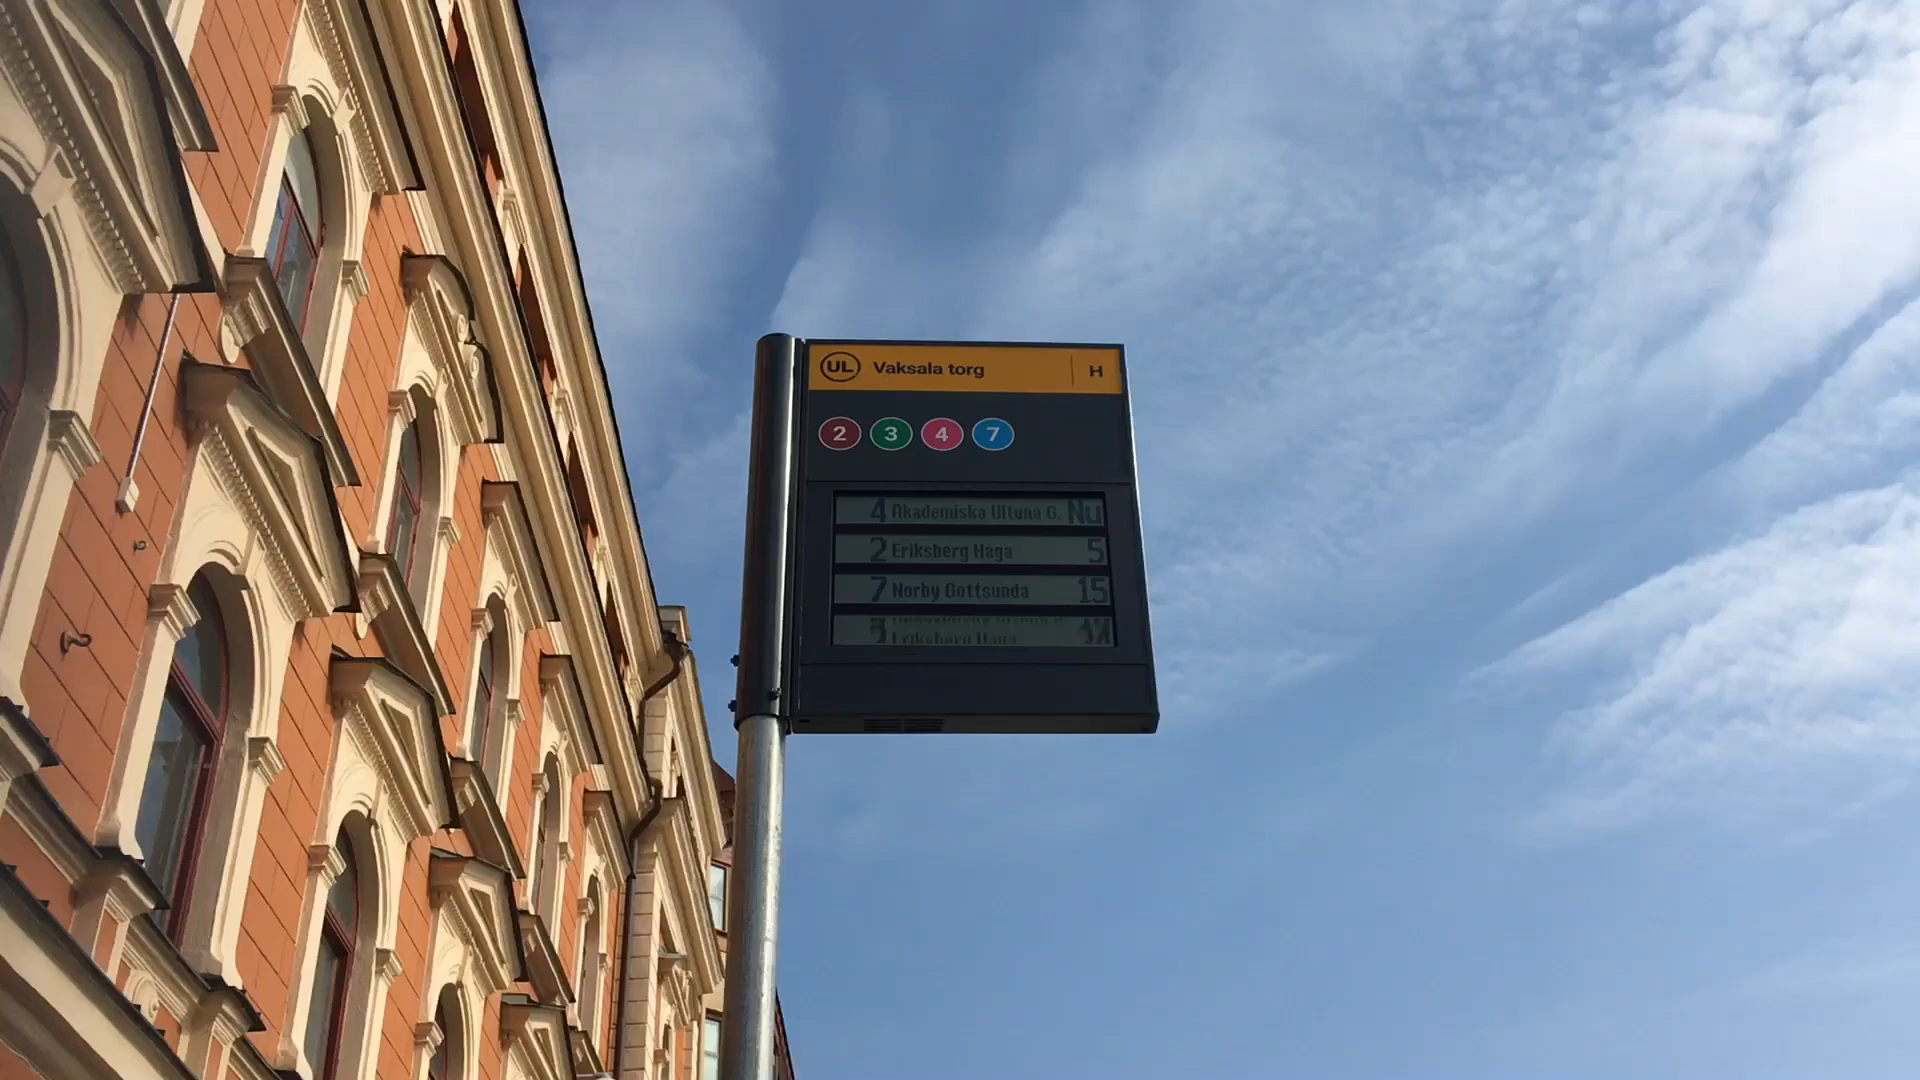 UL Vaksala torg H
2 3 4 7
4 Akademiska Ultuna G. Nu
2 Eriksberg Haga 5
7 Norby Gottsunda 15